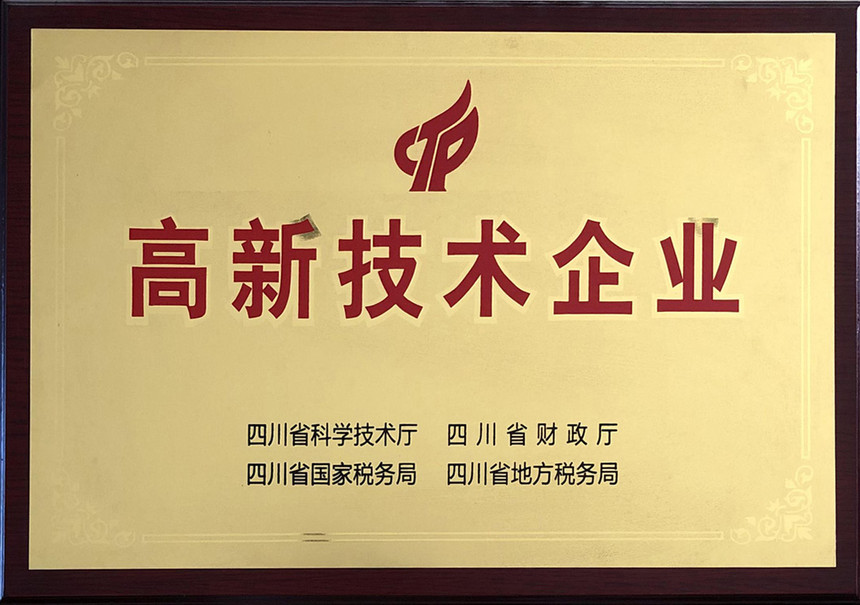 CTP
高新技术企业
四川省科学技术厅 四川省财政厅
四川省国家税务局 四川省地方税务局